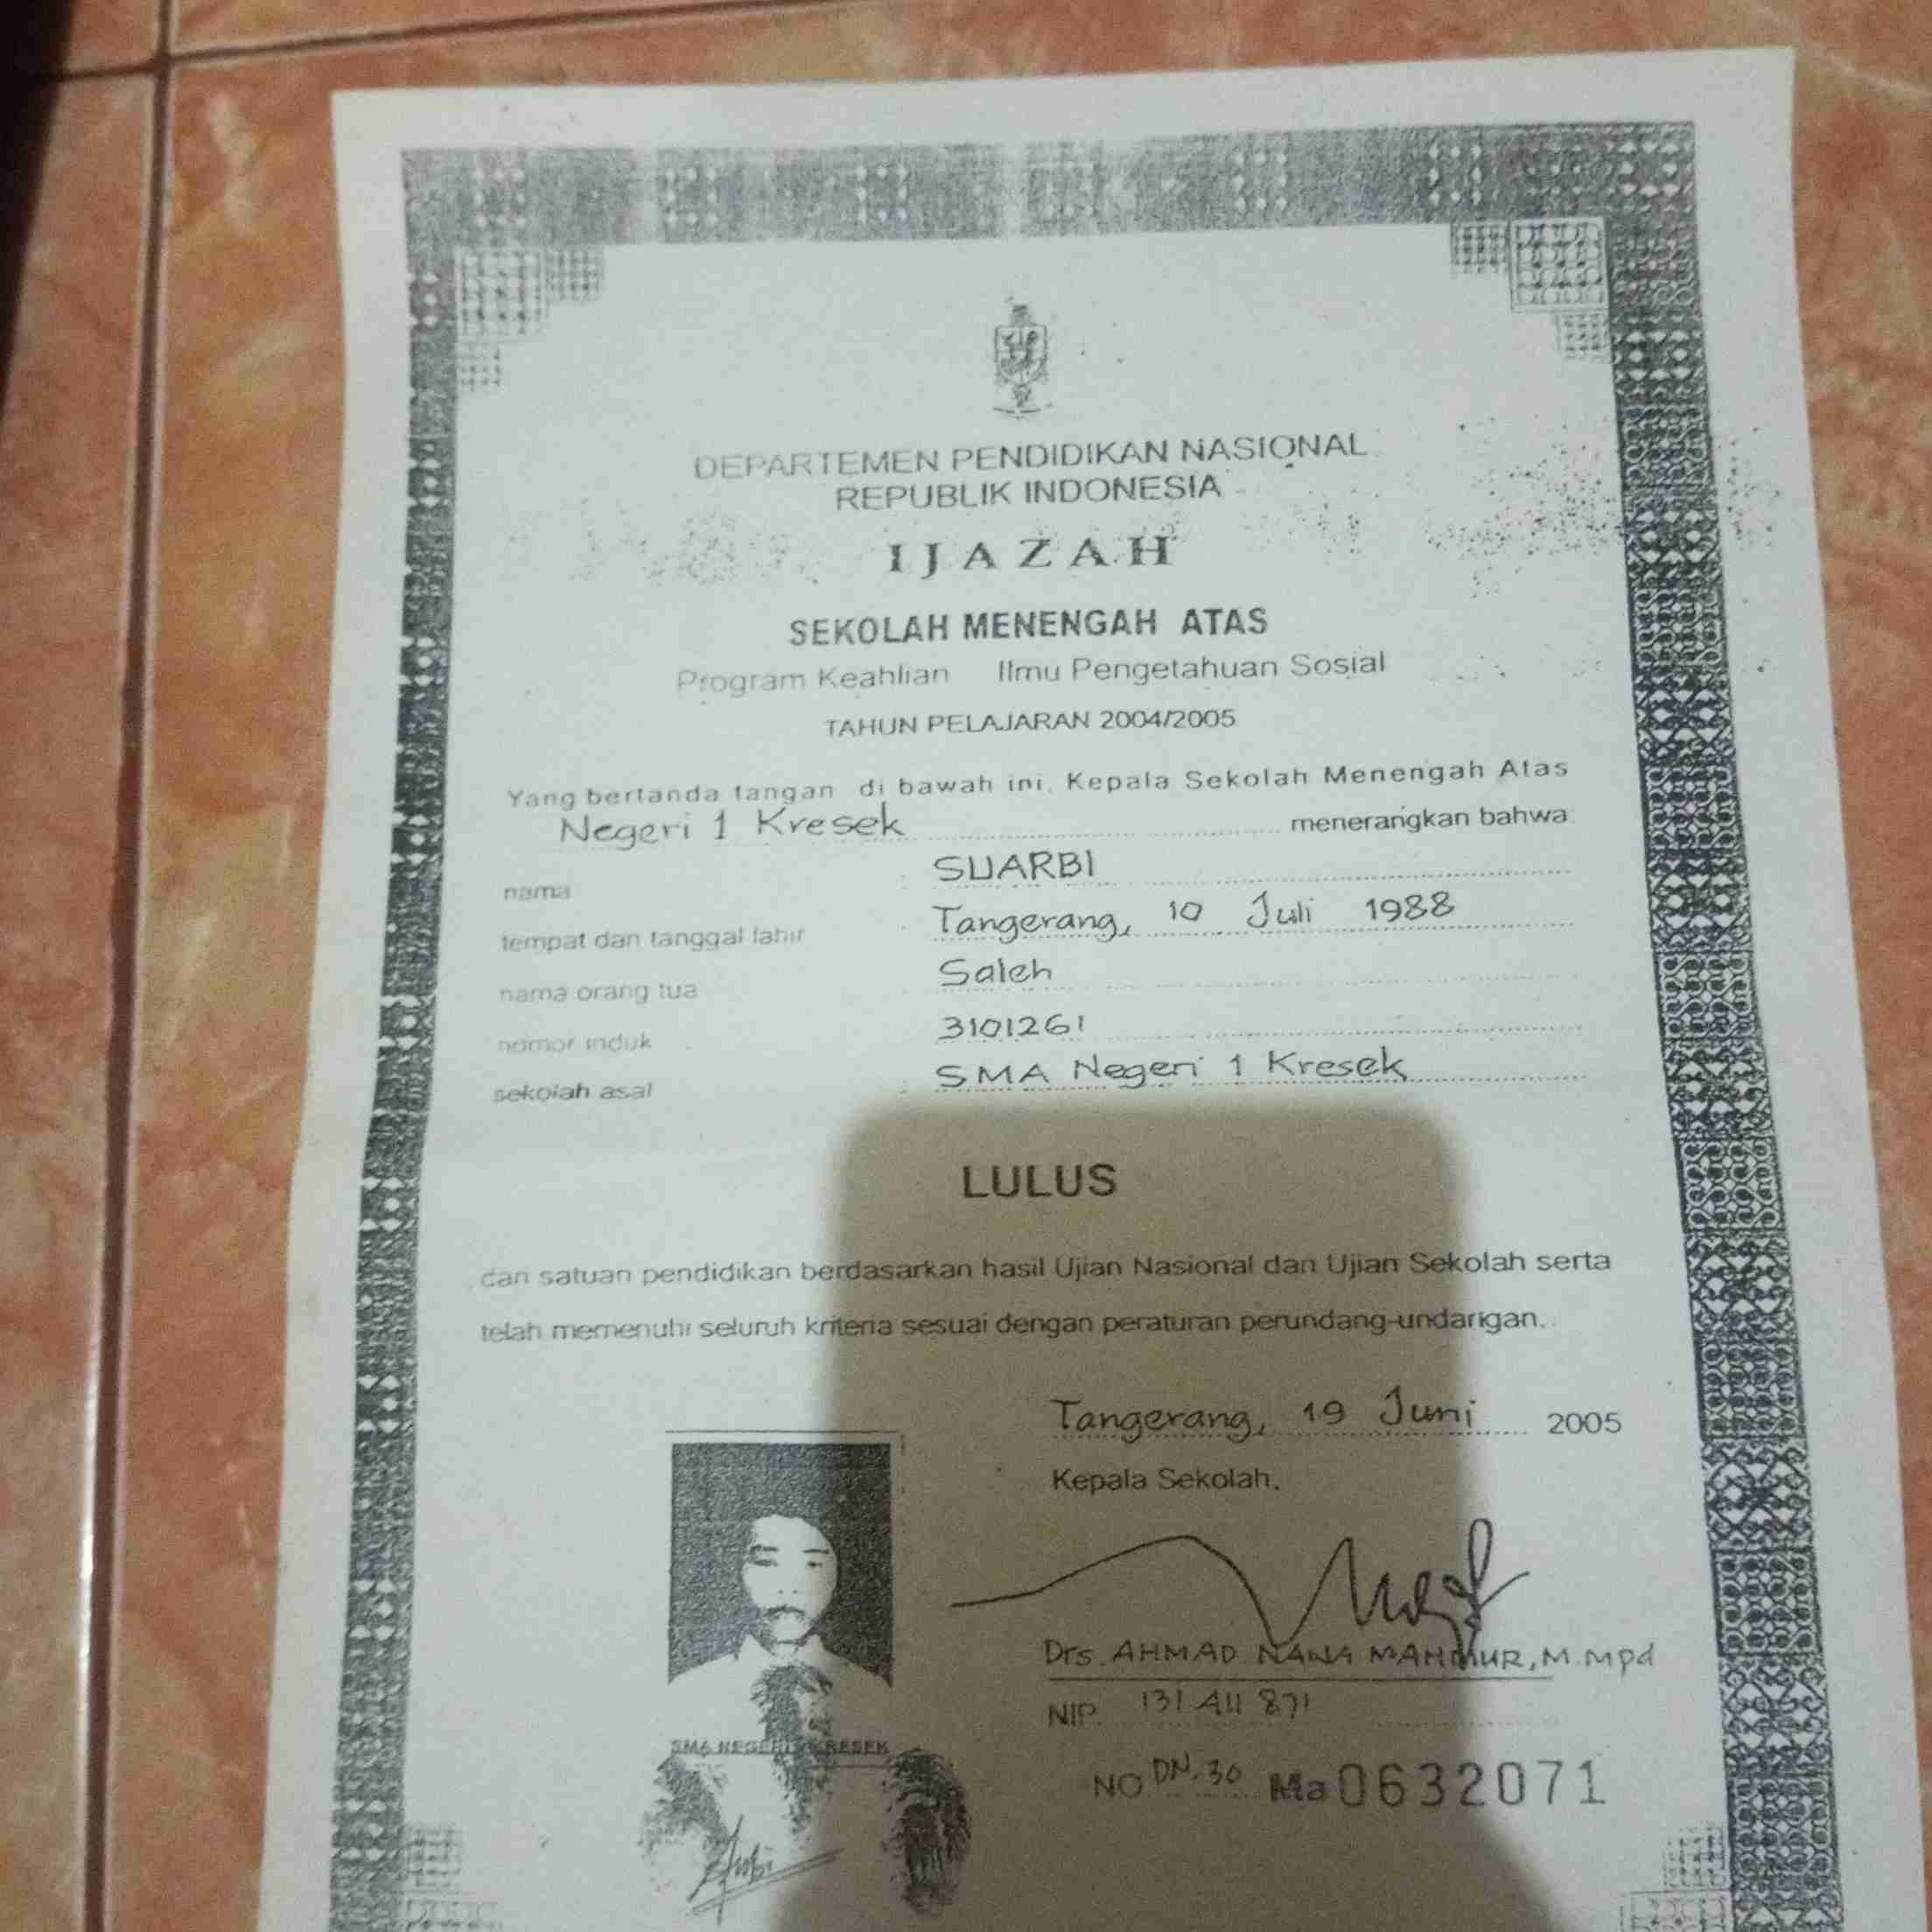 DEPARTEMEN PENDIDIKAN NASIONAL
REPUBLIK INDONESIA
IJAZAH
SEKOLAH MENENGAH ATAS
Program Keahlian Ilmu Pengetahuan Sosial
TAHUN PELAJARAN 2004/2005
Yang bertanda tangan di bawah ini, Kepala Sekolah Menengah Atas
Negeri 1 Kresek menerangkan bahwa
nama : SUARBI
tempat dan tanggal lahir : Tangerang, 10 Juli 1988
nama orang tua Saleh
nomor induk 3101261
sekolah asal : SMA Negeri 1 Kresek
LULUS
dari satuan pendidikan berdasarkan hasil Ujian Nasional dan Ujian Sekolah serta
telah memenuhi seluruh kriteria sesuai dengan peraturan perundang-undangan.
Tangerang, 19 Juni 2005
Kepala Sekolah,
Drs. AHMAD NANA MAHMUR, M.Mpd
NIP. 131 411 871
SMA NEGERI KRESEK
NO DN.30 Ma 0632071